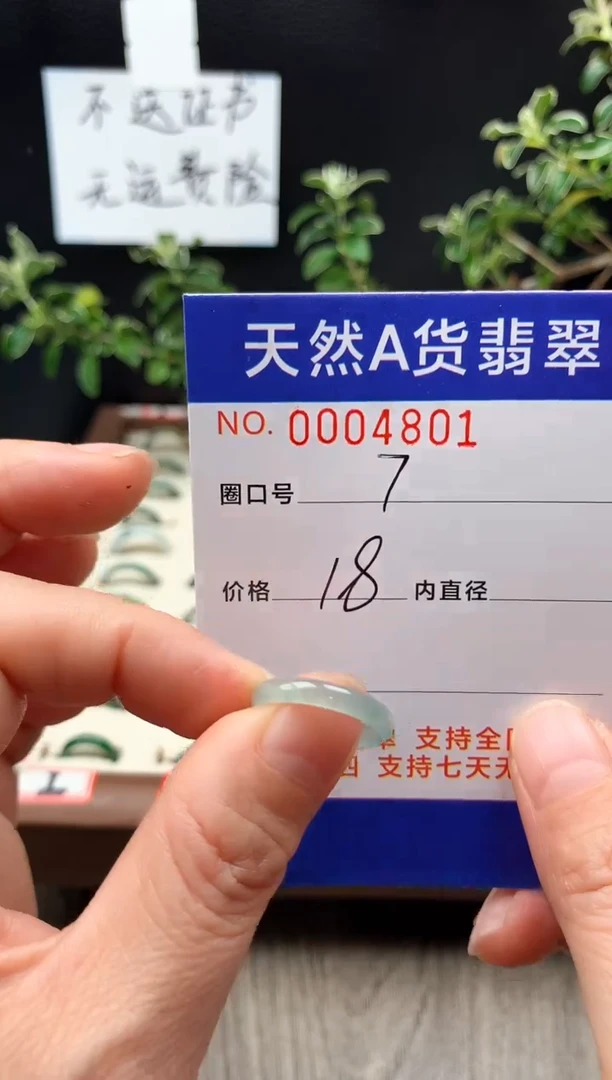 不送证书
无运费险
天然A货翡翠
NO. 0004801
圈口号 7
价格 18 内直径
支持全
支持七天无